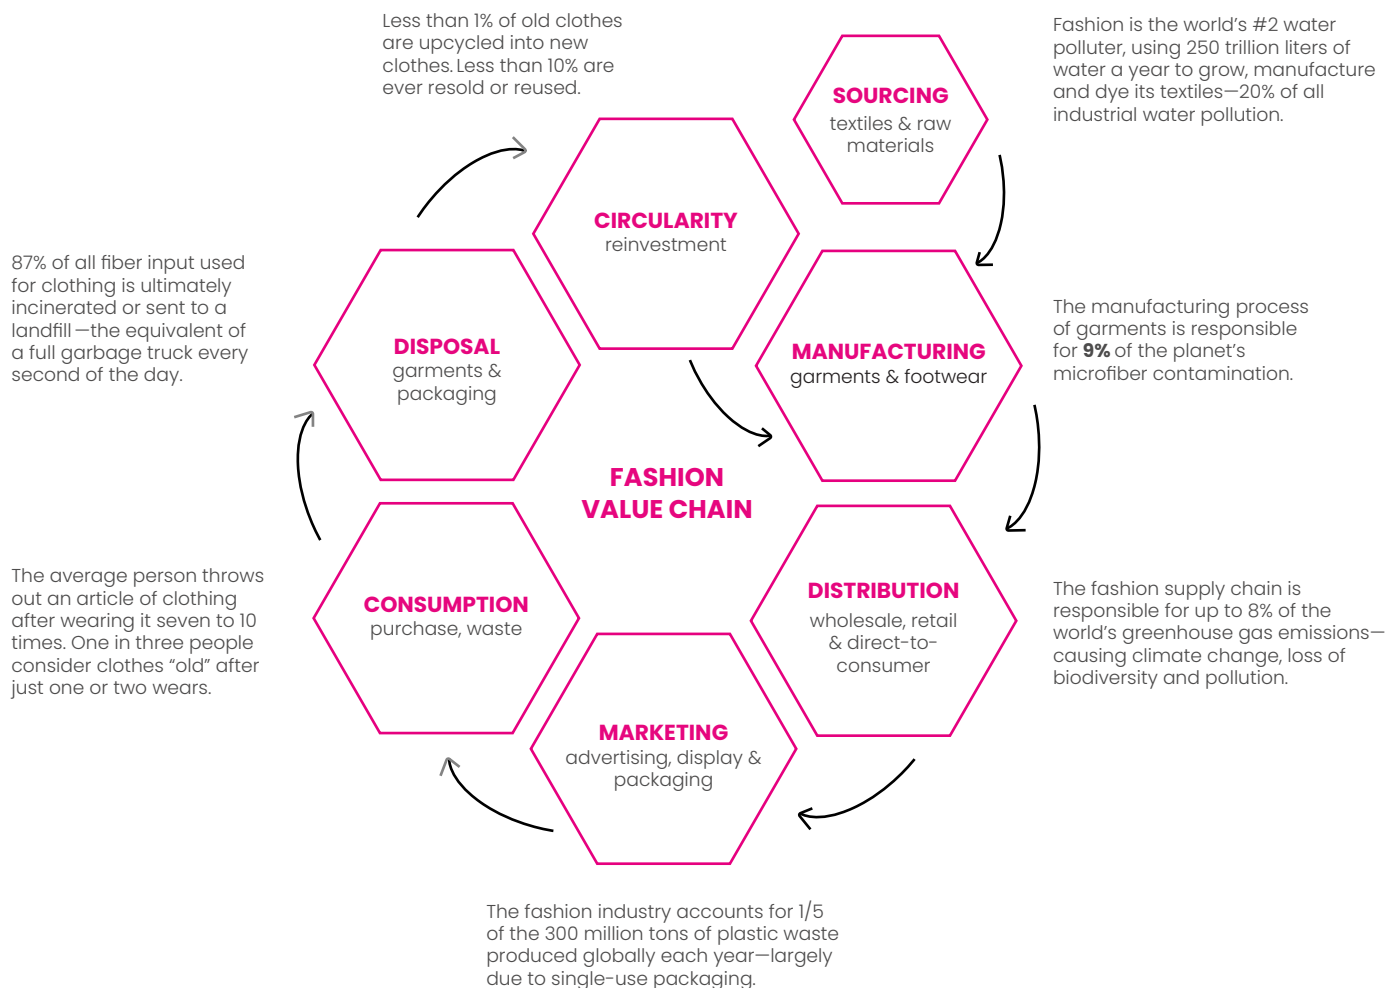 Less than 1% of old clothes
are upcycled into new
clothes. Less than 10% are
ever resold or reused.
Fashion is the world’s #2 water
polluter, using 250 trillion liters of
water a year to grow, manufacture
and dye its textiles—20% of all
industrial water pollution.
SOURCING
textiles & raw
materials
CIRCULARITY
reinvestment
87% of all fiber input used
for clothing is ultimately
incinerated or sent to a
landfill—the equivalent of
a full garbage truck every
second of the day.
DISPOSAL
garments &
packaging
MANUFACTURING
garments & footwear
The manufacturing process
of garments is responsible
for 9% of the planet’s
microfiber contamination.
FASHION
VALUE CHAIN
The average person throws
out an article of clothing
after wearing it seven to 10
times. One in three people
consider clothes “old” after
just one or two wears.
CONSUMPTION
purchase, waste
DISTRIBUTION
wholesale, retail
& direct-to-
consumer
The fashion supply chain is
responsible for up to 8% of the
world’s greenhouse gas emissions—
causing climate change, loss of
biodiversity and pollution.
MARKETING
advertising, display &
packaging
The fashion industry accounts for 1/5
of the 300 million tons of plastic waste
produced globally each year—largely
due to single-use packaging.